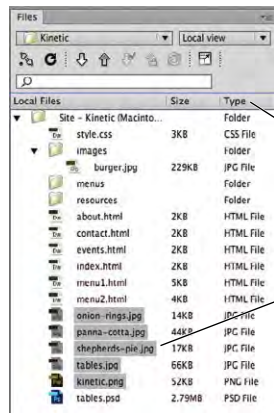 Files
Kinetic Local view
Local Files Size Type
Site - Kinetic (Macinto... Folder
style.css 3KB CSS File
images Folder
burger.jpg 229KB JPG File
menus Folder
resources Folder
about.html 2KB HTML File
contact.html 2KB HTML File
events.html 2KB HTML File
index.html 2KB HTML File
menu1.html 5KB HTML File
menu2.html 4KB HTML File
onion-rings.jpg 14KB JPG File
panna-cotta.jpg 44KB JPG File
shepherds-pie.jpg 17KB JPG File
tables.jpg 66KB JPG File
kinetic.png 52KB PNG File
tables.psd 2.79MB PSD File